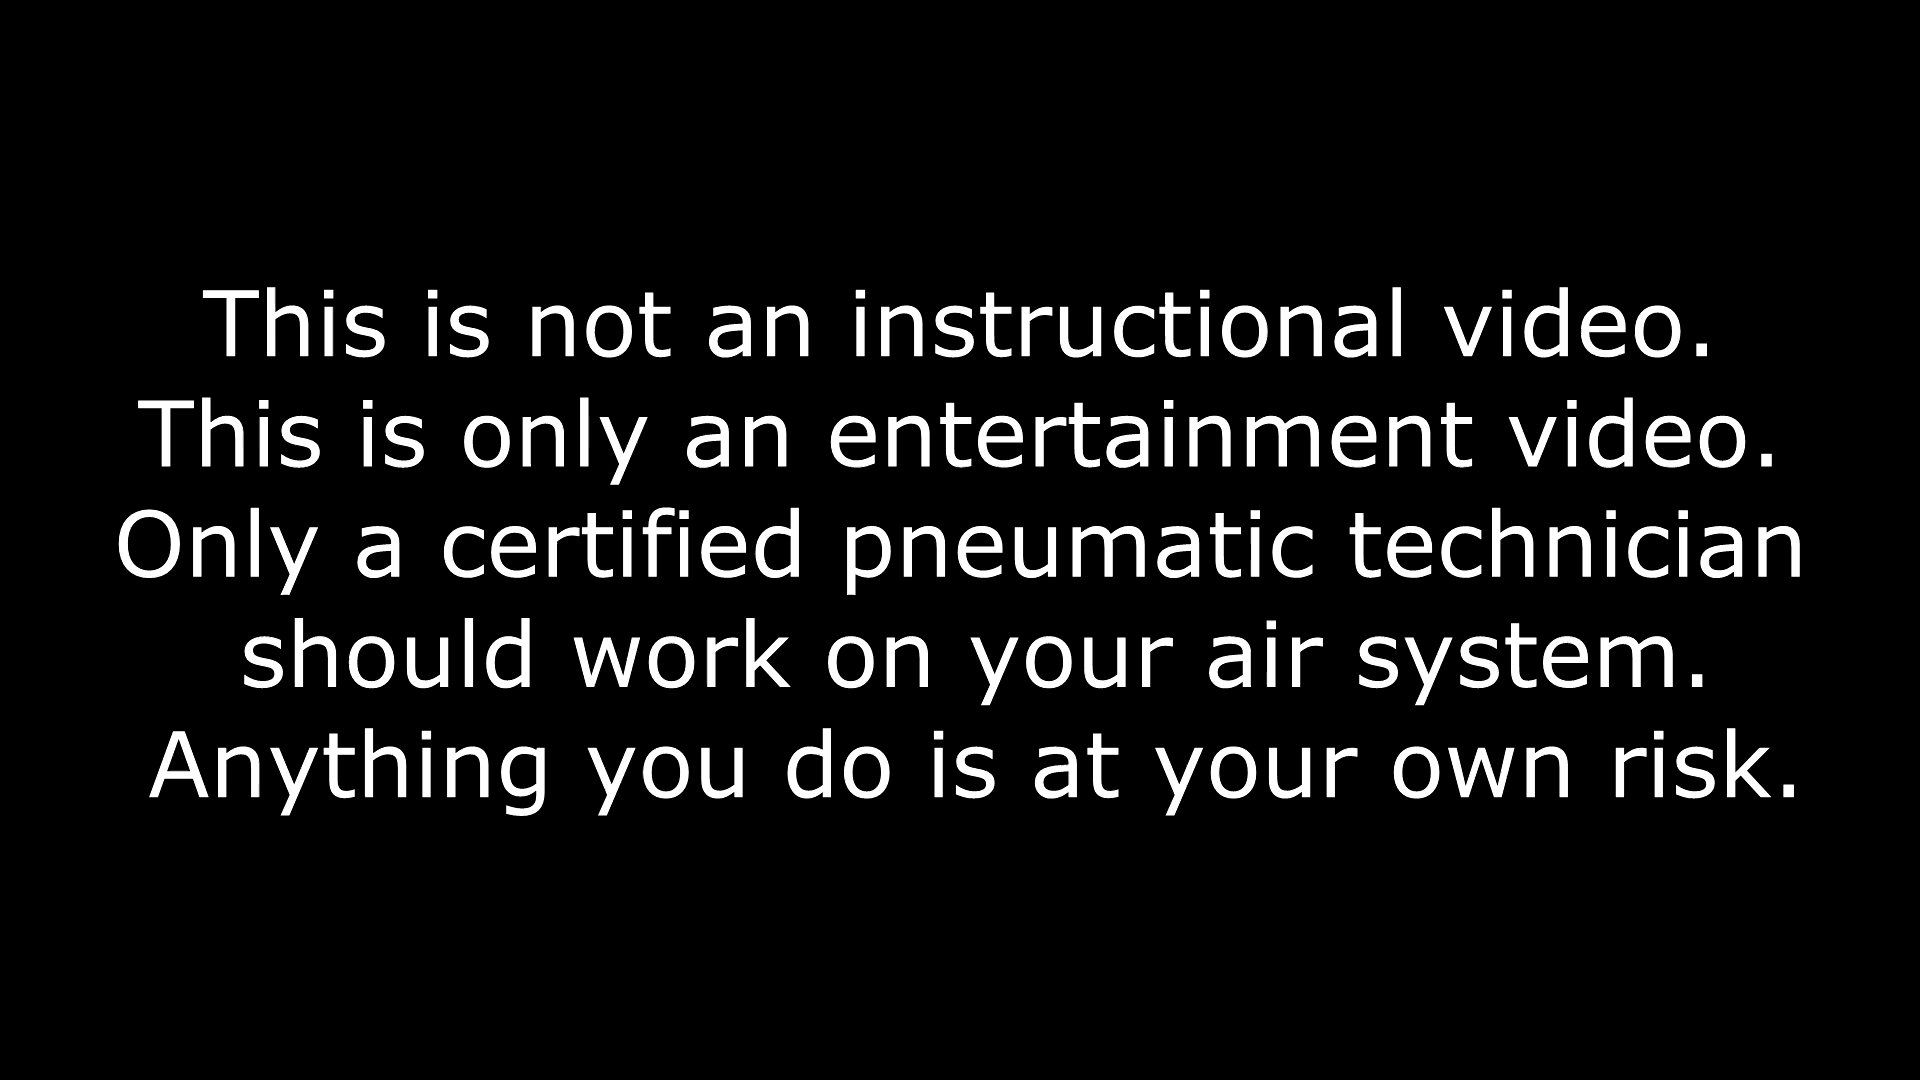 This is not an instructional video.
This is only an entertainment video.
Only a certified pneumatic technician
should work on your air system.
Anything you do is at your own risk.